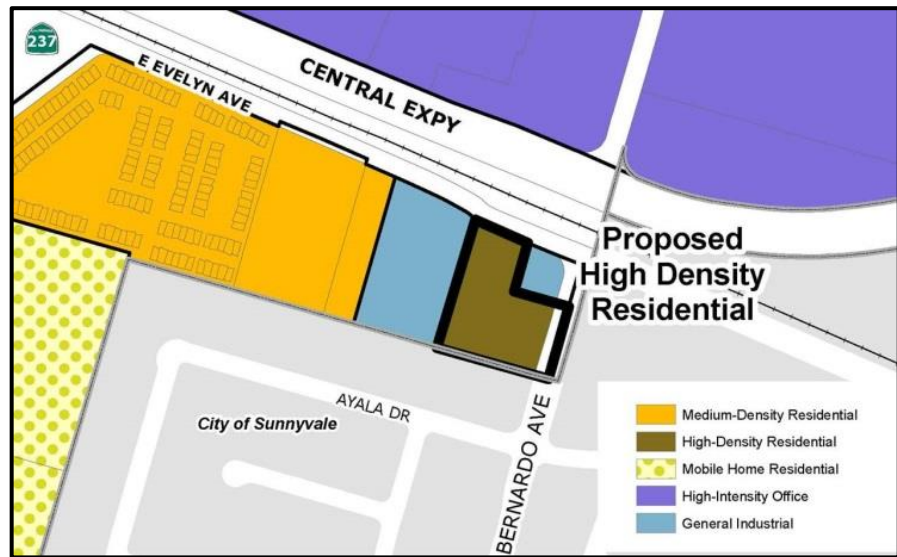 237
E EVELYN AVE
CENTRAL EXPY
Proposed
High Density
Residential
AYALA DR
City of Sunnyvale
BERNARDO AVE
Medium-Density Residential
High-Density Residential
Mobile Home Residential
High-Intensity Office
General Industrial